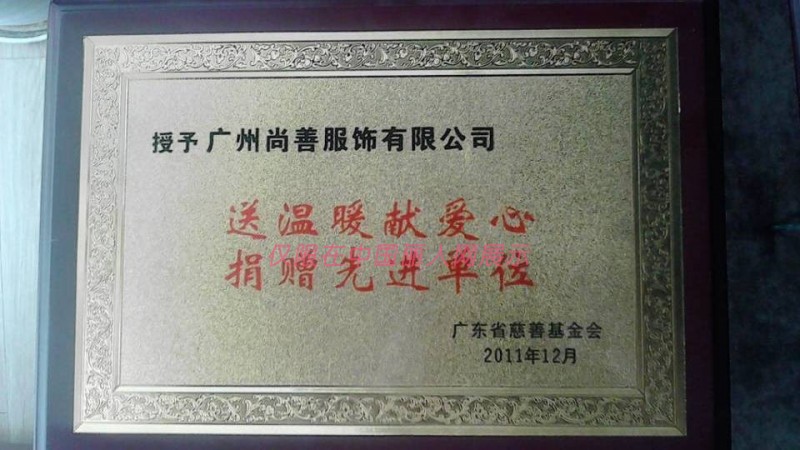 授予 广州尚善服饰有限公司
送温暖献爱心
捐赠先进单位
广东省慈善基金会
2011年12月